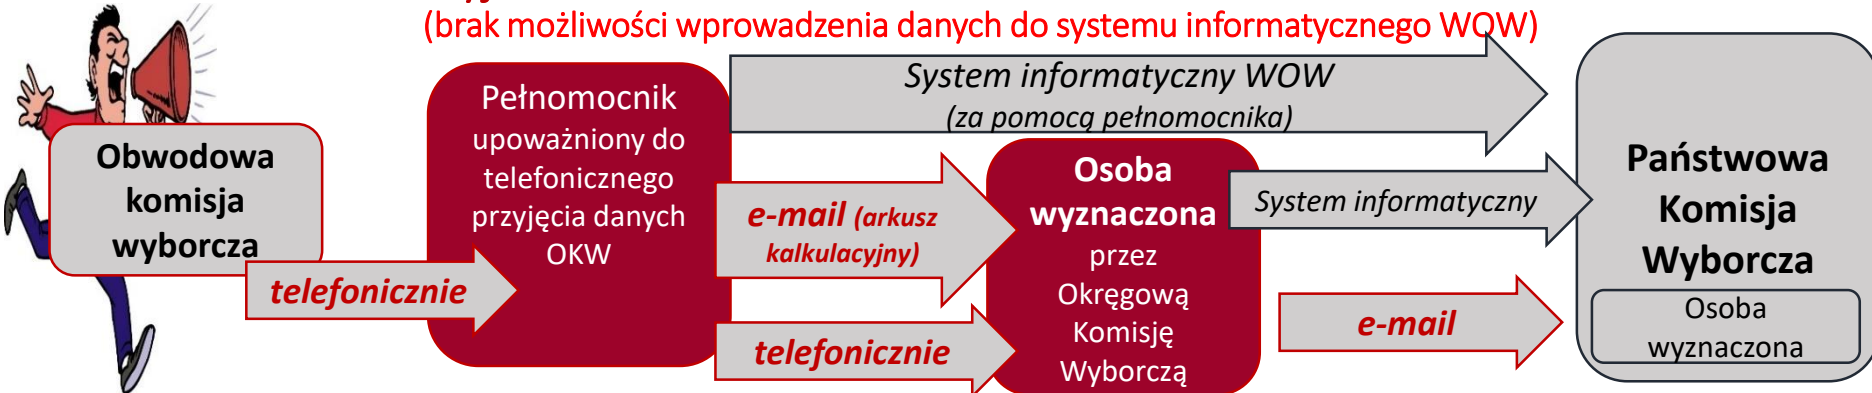 (brak możliwości wprowadzenia danych do systemu informatycznego WOW)
Obwodowa
komisja
wyborcza
telefonicznie
Pełnomocnik
upoważniony do
telefonicznego
przyjęcia danych
OKW
System informatyczny WOW
(za pomocą pełnomocnika)
e-mail (arkusz
kalkulacyjny)
telefonicznie
Osoba
wyznaczona
przez
Okręgową
Komisję
Wyborczą
System informatyczny
e-mail
Państwowa
Komisja
Wyborcza
Osoba
wyznaczona